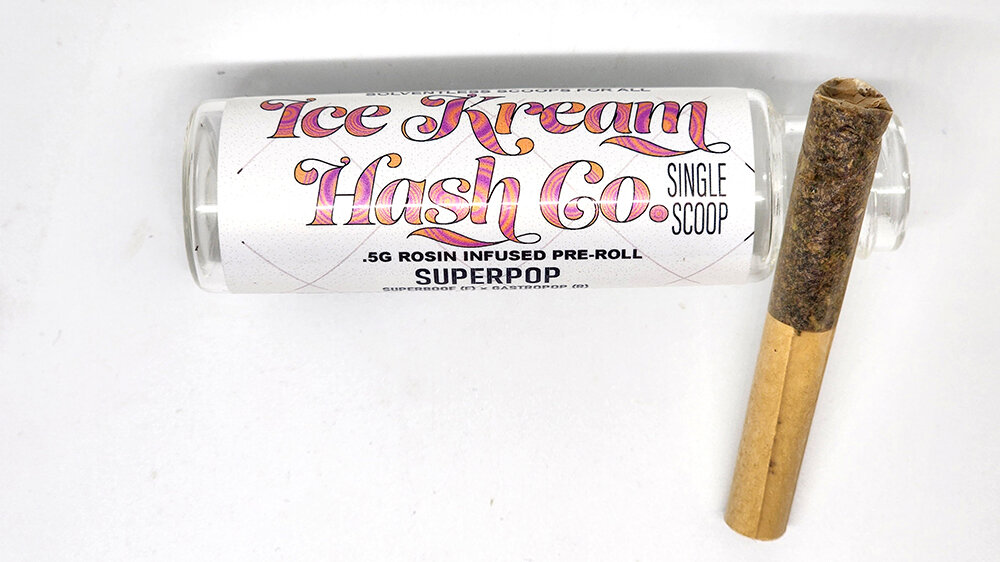 SOLVENTLESS SCOOPS FOR ALL
Ice Kream
Hash Co.
SINGLE
SCOOP
.5G ROSIN INFUSED PRE-ROLL
SUPERPOP
SUPERBOOF (F) × GASTROPOP (R)